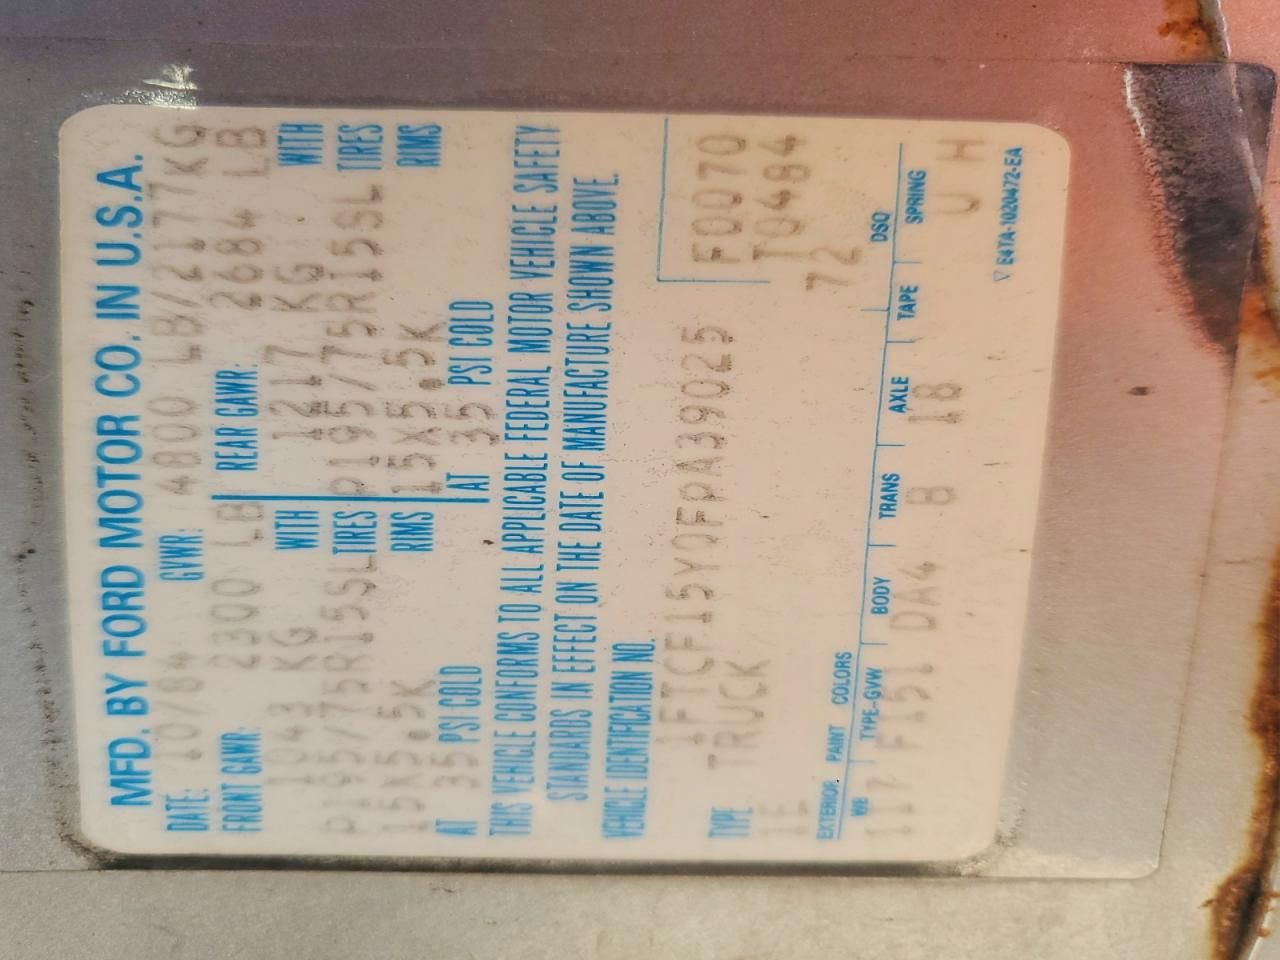 MFD. BY FORD MOTOR CO. IN U.S.A.
DATE: 10/84 GVWR: 4800 LB/2177KG
FRONT GAWR: 2300 LB REAR GAWR: 2684 LB
1043 KG WITH 1217 KG WITH
P195/75R15SL TIRES P195/75R15SL TIRES
15X5.5K RIMS 15X5.5K RIMS
AT 35 PSI COLD AT 35 PSI COLD
THIS VEHICLE CONFORMS TO ALL APPLICABLE FEDERAL MOTOR VEHICLE SAFETY
STANDARDS IN EFFECT ON THE DATE OF MANUFACTURE SHOWN ABOVE.
VEHICLE IDENTIFICATION NO.
1FTCF15Y0FPA39025 F0070
TYPE TRUCK T0484
1E 72
EXTERIOR PAINT COLORS DSO
WB TYPE-GVW BODY TRANS AXLE TAPE SPRING
117 F151 DA4 B 18 U H
▽ E4TA-1020472-EA